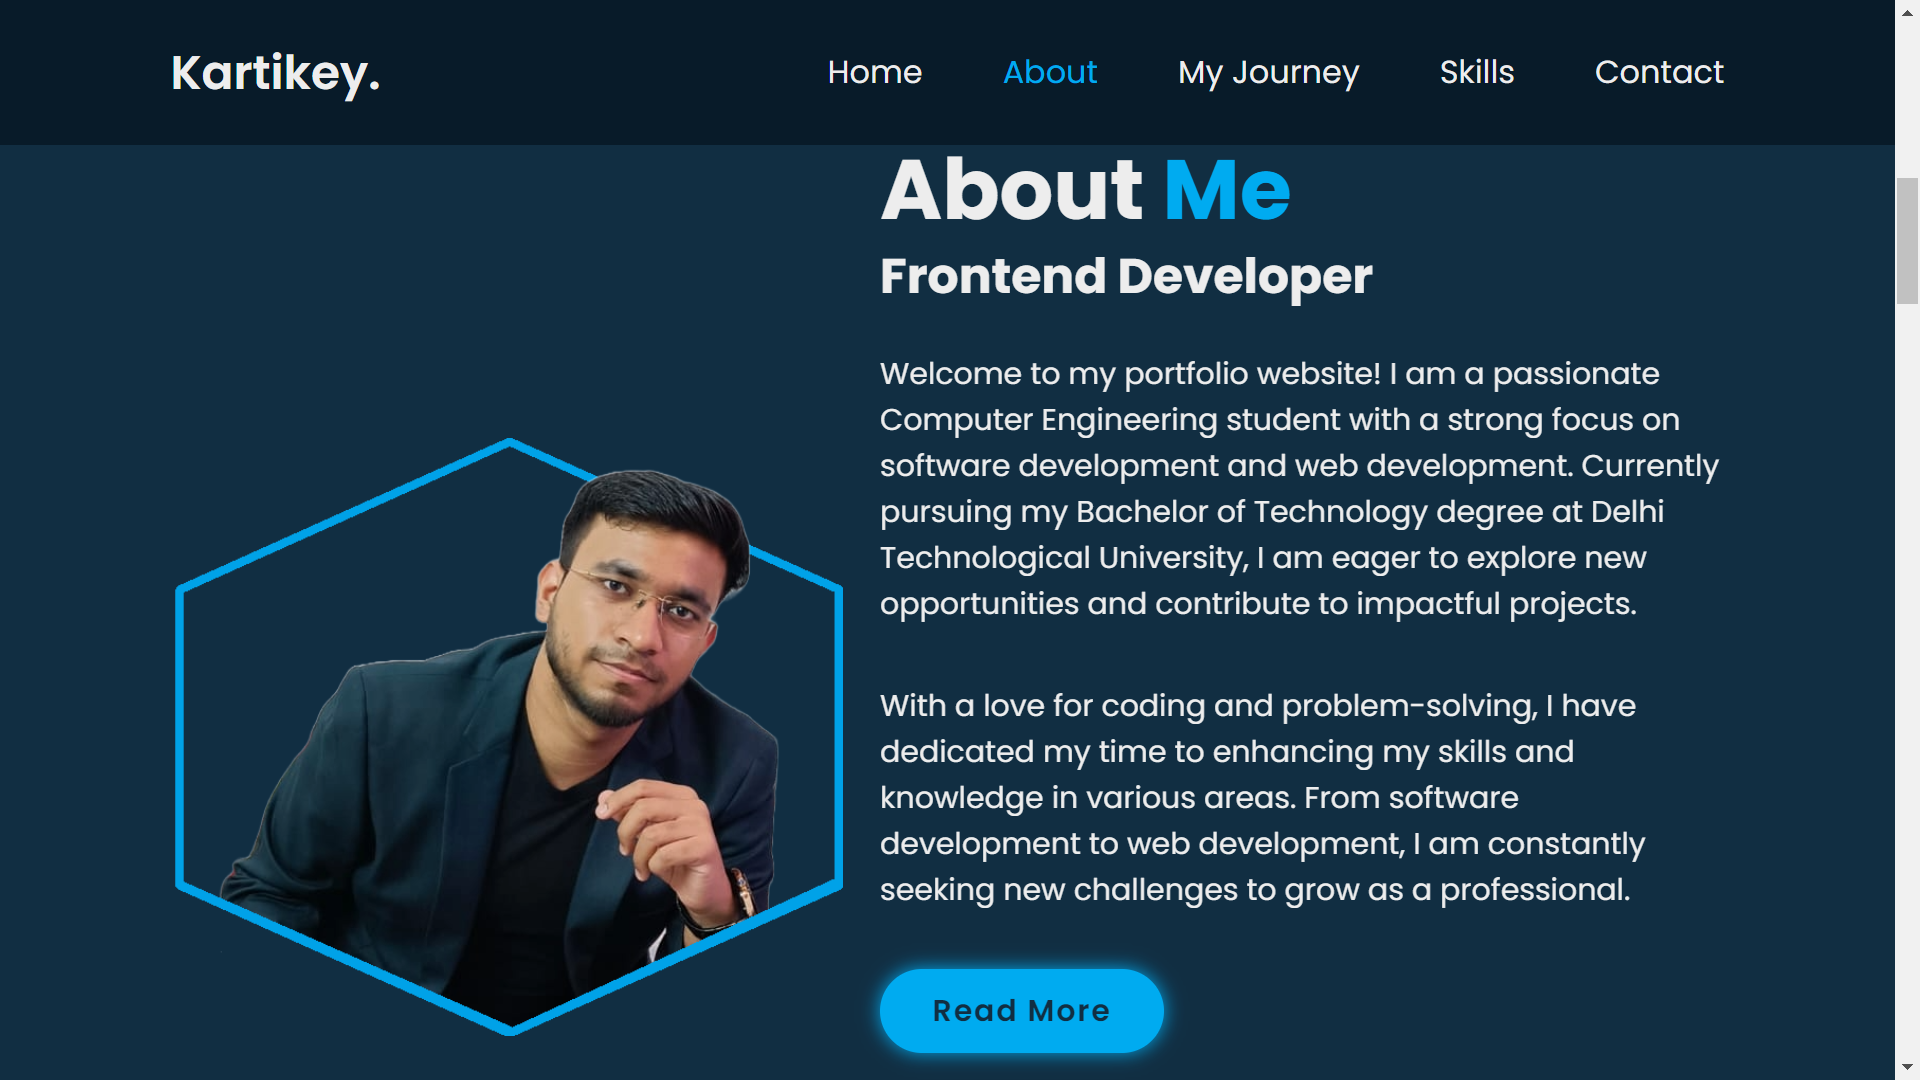 Kartikey.
Home About My Journey Skills Contact
About Me
Frontend Developer
Welcome to my portfolio website! I am a passionate
Computer Engineering student with a strong focus on
software development and web development. Currently
pursuing my Bachelor of Technology degree at Delhi
Technological University, I am eager to explore new
opportunities and contribute to impactful projects.
With a love for coding and problem-solving, I have
dedicated my time to enhancing my skills and
knowledge in various areas. From software
development to web development, I am constantly
seeking new challenges to grow as a professional.
Read More